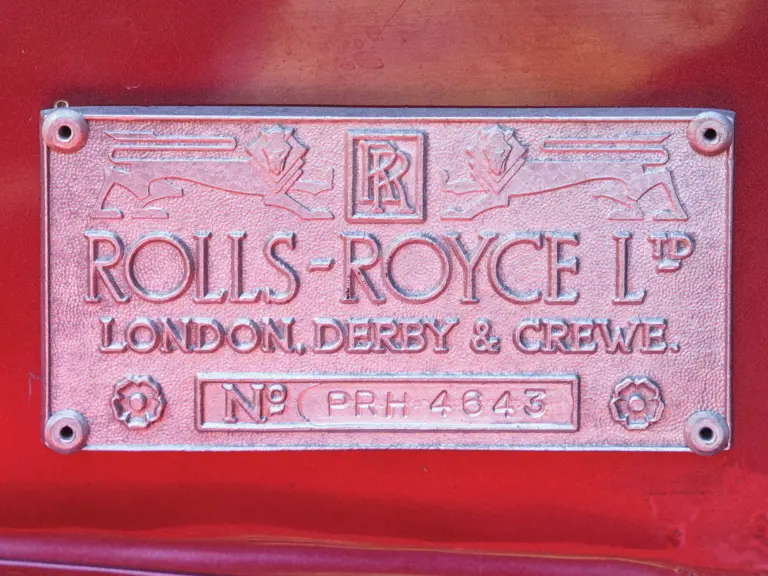 RR
ROLLS-ROYCE LTD
LONDON, DERBY & CREWE.
No PRH 4643